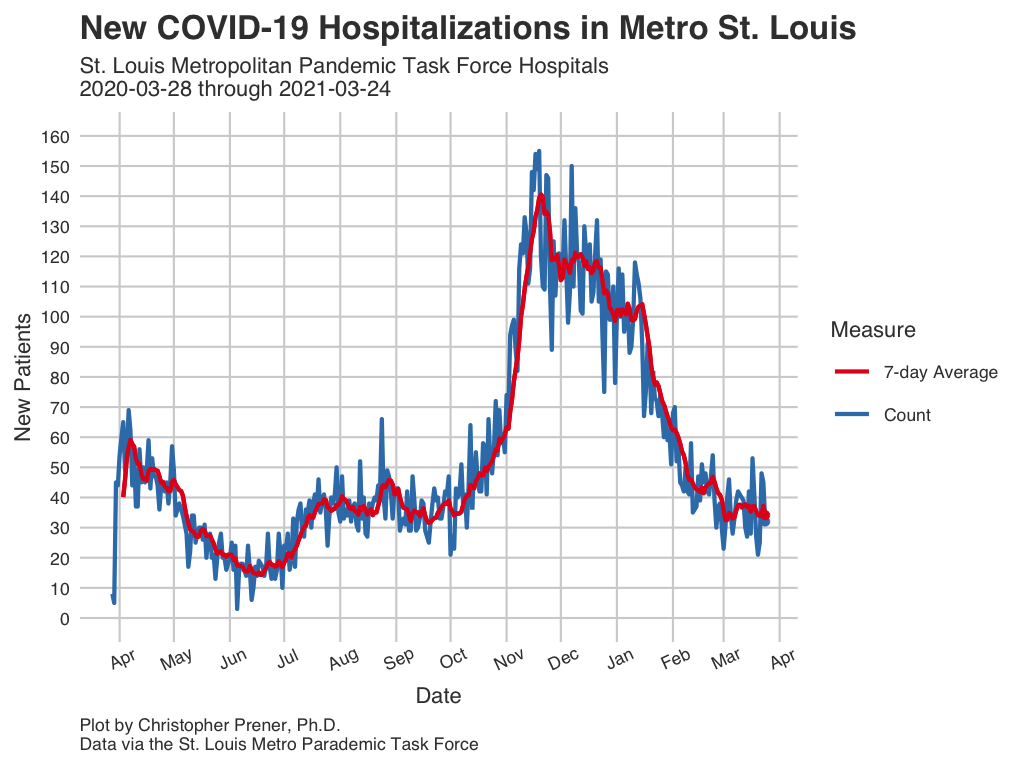 New COVID-19 Hospitalizations in Metro St. Louis
St. Louis Metropolitan Pandemic Task Force Hospitals
2020-03-28 through 2021-03-24
160
150
140
130
120
110
100
90
80
70
60
50
40
30
20
10
0
New Patients
Apr May Jun Jul Aug Sep Oct Nov Dec Jan Feb Mar Apr
Date
Measure
7-day Average
Count
Plot by Christopher Prener, Ph.D.
Data via the St. Louis Metro Parademic Task Force